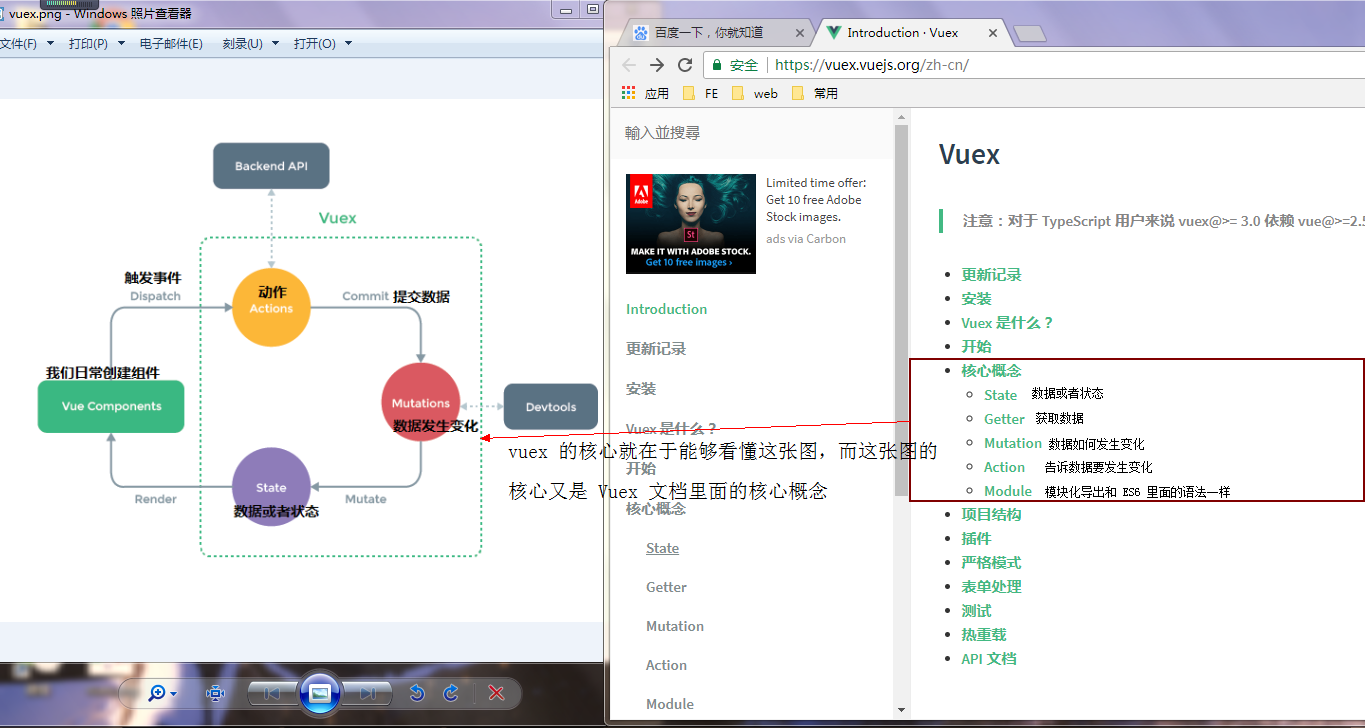 vuex.png - Windows 照片查看器
文件(F)
打印(P)
电子邮件(E)
刻录(U)
打开(O)
Backend API
Vuex
触发事件
Dispatch
动作
Actions
Commit 提交数据
我们日常创建组件
Vue Components
Mutations
数据发生变化
Devtools
State
数据或者状态
Render
Mutate
vuex 的核心就在于能够看懂这张图，而这张图的
核心又是 Vuex 文档里面的核心概念
百度一下，你就知道
Introduction · Vuex
安全
https://vuex.vuejs.org/zh-cn/
应用
FE
web
常用
輸入並搜尋
Adobe
St
MAKE IT WITH ADOBE STOCK.
Get 10 free images ›
Limited time offer:
Get 10 free Adobe
Stock images.
ads via Carbon
Introduction
更新记录
安装
Vuex 是什么？
开始
核心概念
State
Getter
Mutation
Action
Module
Vuex
注意：对于 TypeScript 用户来说 vuex@>= 3.0 依赖 vue@>=2.5
更新记录
安装
Vuex 是什么？
开始
核心概念
State 数据或者状态
Getter 获取数据
Mutation 数据如何发生变化
Action 告诉数据要发生变化
Module 模块化导出和 ES6 里面的语法一样
项目结构
插件
严格模式
表单处理
测试
热重载
API 文档